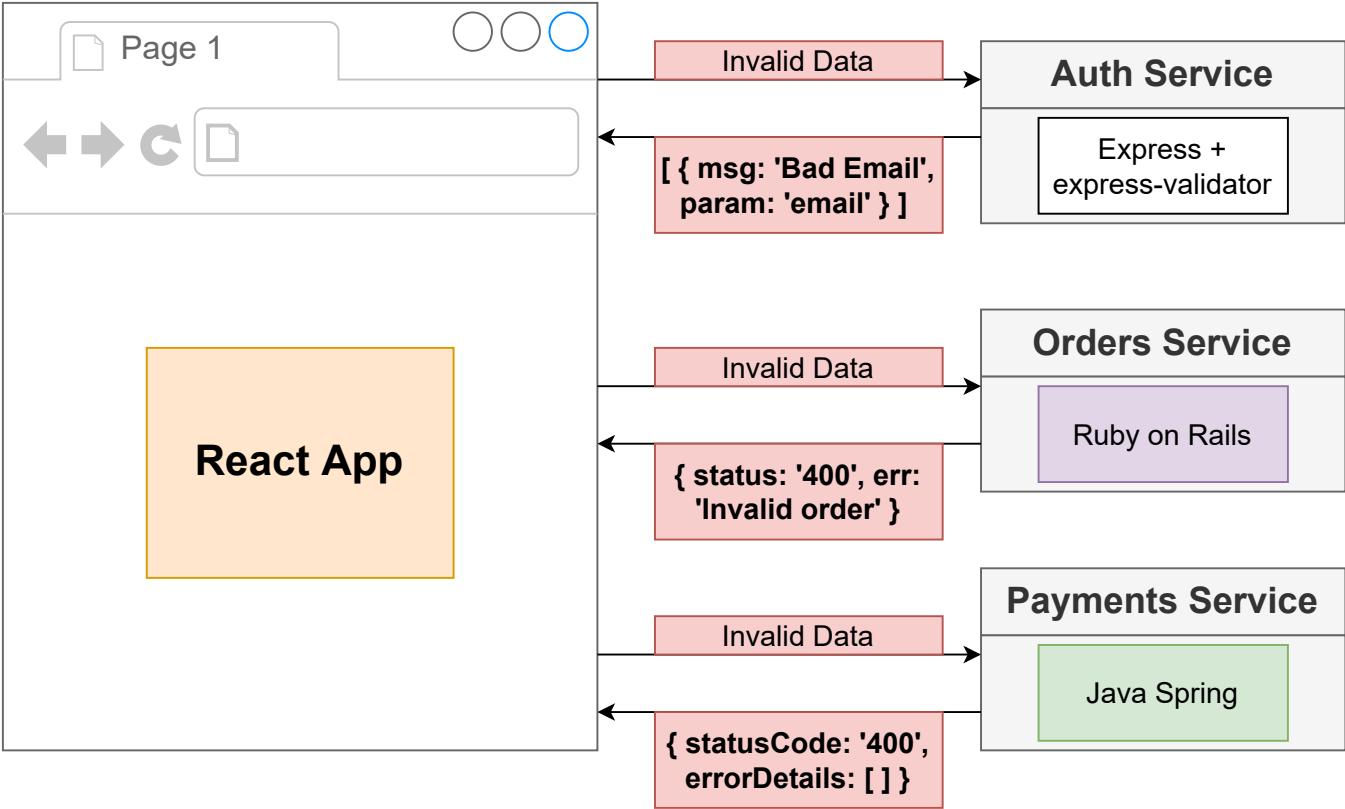 Page 1
Invalid Data
Auth Service
[ { msg: 'Bad Email',
param: 'email' } ]
Express +
express-validator
React App
Invalid Data
Orders Service
{ status: '400', err:
'Invalid order' }
Ruby on Rails
Invalid Data
Payments Service
{ statusCode: '400',
errorDetails: [ ] }
Java Spring